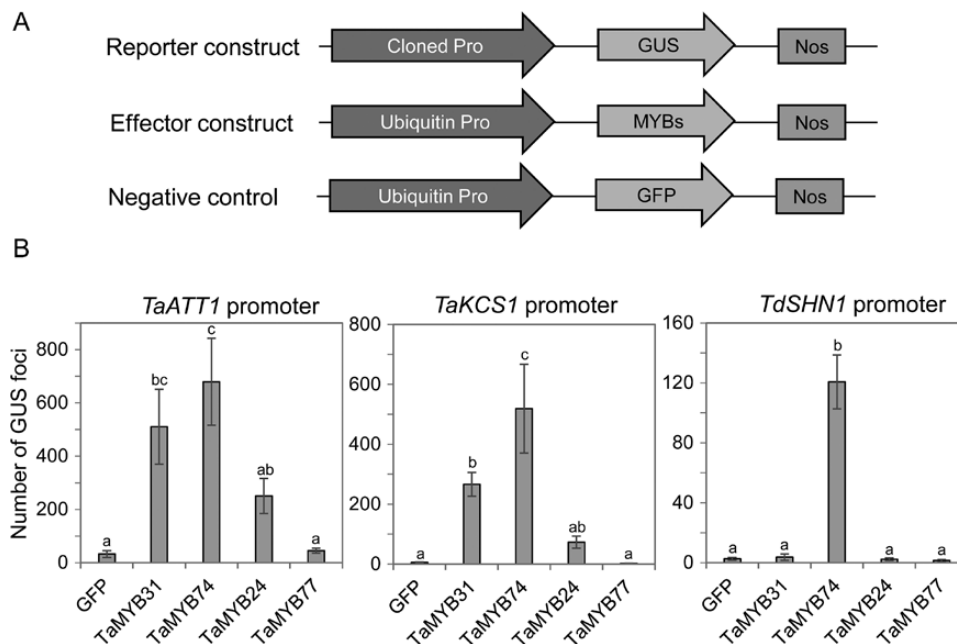 A
Reporter construct Cloned Pro GUS Nos
Effector construct Ubiquitin Pro MYBs Nos
Negative control Ubiquitin Pro GFP Nos
B
TaATT1 promoter
Number of GUS foci
800
600
400
200
0
a
bc
c
ab
a
GFP
TaMYB31
TaMYB74
TaMYB24
TaMYB77
TaKCS1 promoter
800
600
400
200
0
a
b
c
ab
a
GFP
TaMYB31
TaMYB74
TaMYB24
TaMYB77
TdSHN1 promoter
160
120
80
40
0
a
a
b
a
a
GFP
TaMYB31
TaMYB74
TaMYB24
TaMYB77